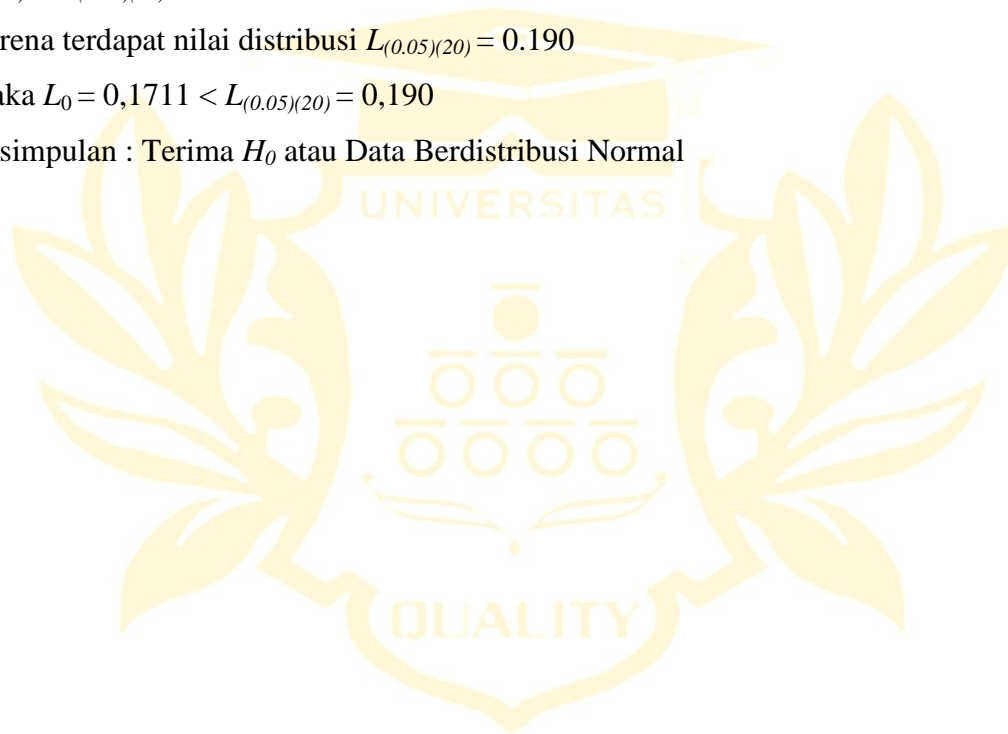 rena terdapat nilai distribusi L(0.05)(20) = 0.190
aka L0 = 0,1711 < L(0.05)(20) = 0,190
simpulan : Terima H0 atau Data Berdistribusi Normal
UNIVERSITAS
QUALITY